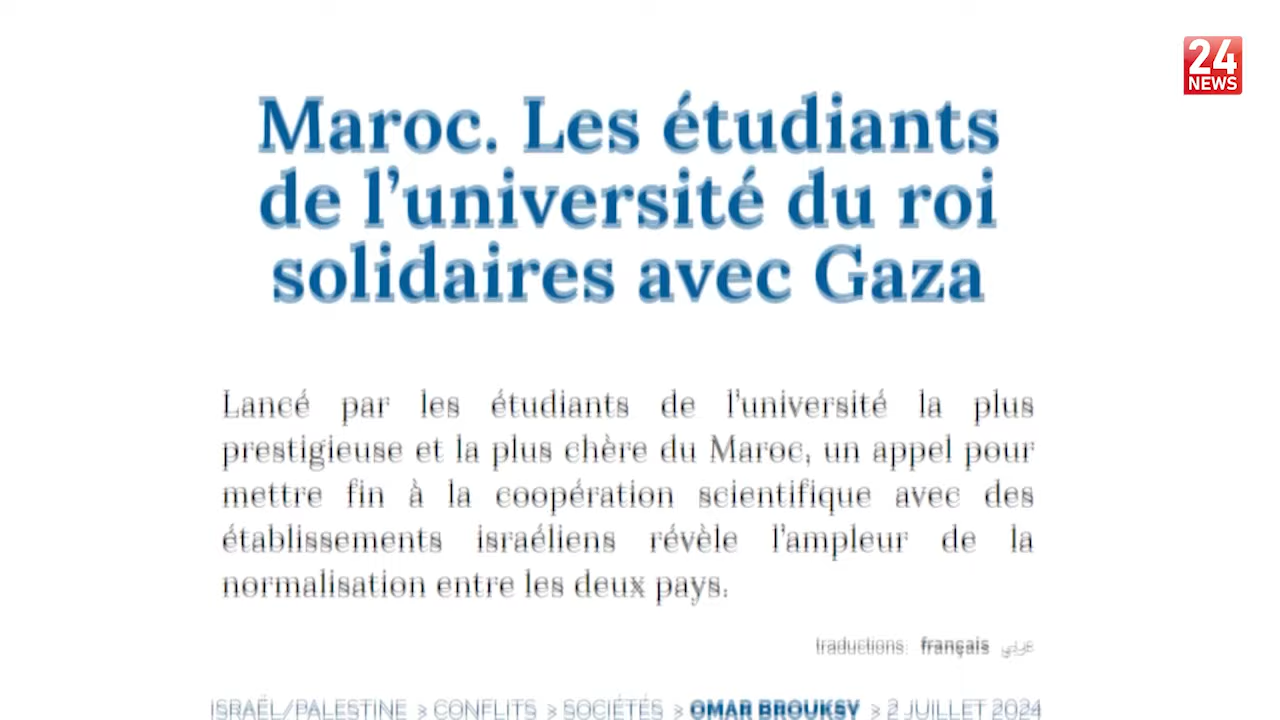 24
NEWS
Maroc. Les étudiants
de l’université du roi
solidaires avec Gaza
Lancé par les étudiants de l'université la plus
prestigieuse et la plus chère du Maroc, un appel pour
mettre fin à la coopération scientifique avec des
établissements israéliens révèle l'ampleur de la
normalisation entre les deux pays.
traductions: français عربي
ISRAËL/PALESTINE > CONFLITS > SOCIÉTÉS > OMAR BROUKSY > 2 JUILLET 2024